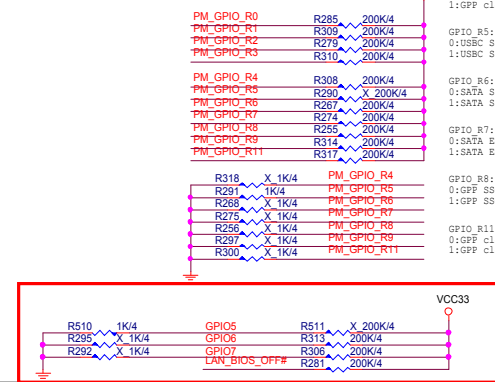 1:GPP cl
PM_GPIO_R0 R285 200K/4
PM_GPIO_R1 R309 200K/4
PM_GPIO_R2 R279 200K/4
PM_GPIO_R3 R310 200K/4
GPIO_R5:
0:USBC S
1:USBC S
PM_GPIO_R4 R308 200K/4
PM_GPIO_R5 R290 X_200K/4
PM_GPIO_R6 R267 200K/4
PM_GPIO_R7 R274 200K/4
PM_GPIO_R8 R255 200K/4
PM_GPIO_R9 R314 200K/4
PM_GPIO_R11 R317 200K/4
GPIO_R6:
0:SATA S
1:SATA S
GPIO_R7:
0:SATA E
1:SATA E
R318 X_1K/4 PM_GPIO_R4
R291 1K/4 PM_GPIO_R5
R268 X_1K/4 PM_GPIO_R6
R275 X_1K/4 PM_GPIO_R7
R256 X_1K/4 PM_GPIO_R8
R297 X_1K/4 PM_GPIO_R9
R300 X_1K/4 PM_GPIO_R11
GPIO_R8:
0:GPP SS
1:GPP SS
GPIO_R11
0:GPP cl
1:GPP cl
VCC33
R510 1K/4 GPIO5 R511 X_200K/4
R295 X_1K/4 GPIO6 R313 200K/4
R292 X_1K/4 GPIO7 R306 200K/4
LAN_BIOS_OFF# R281 200K/4